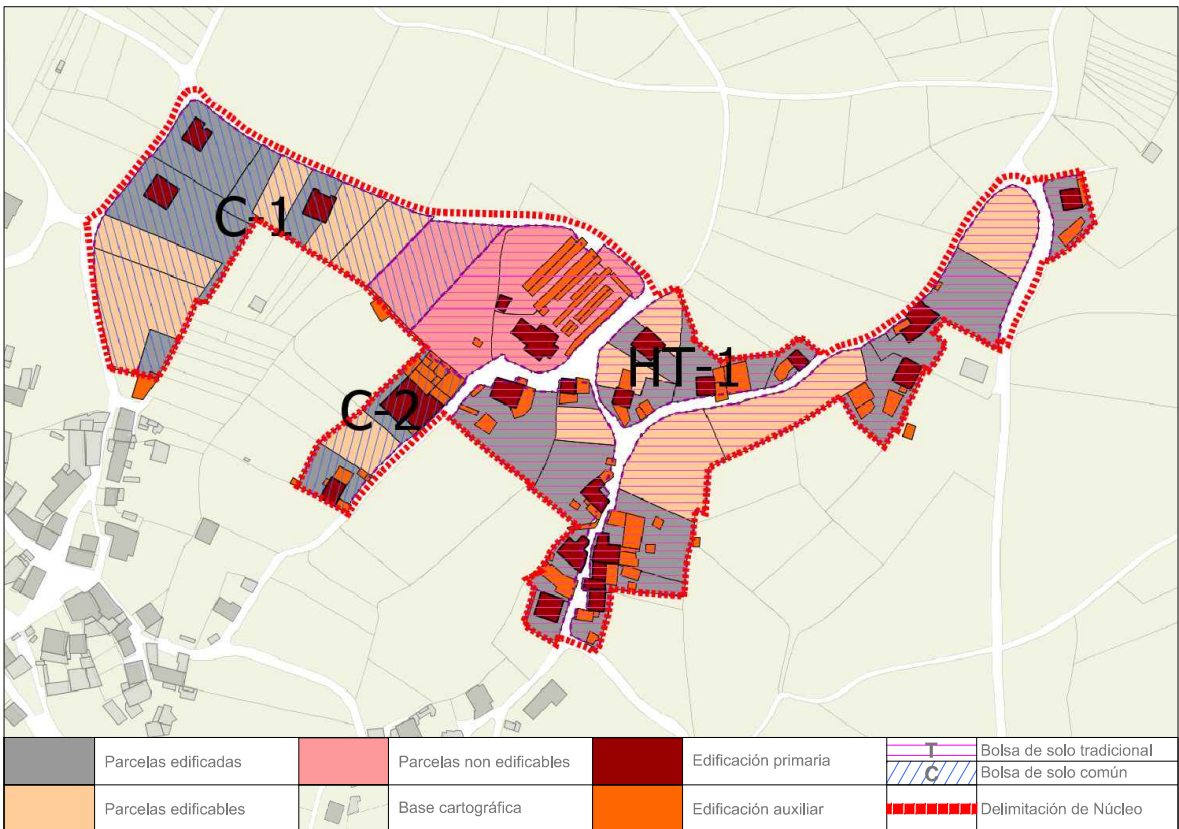 C-1
HT-1
C-2
Parcelas edificadas
Parcelas non edificables
Edificación primaria
T
Bolsa de solo tradicional
C
Bolsa de solo común
Parcelas edificables
Base cartográfica
Edificación auxiliar
Delimitación de Núcleo